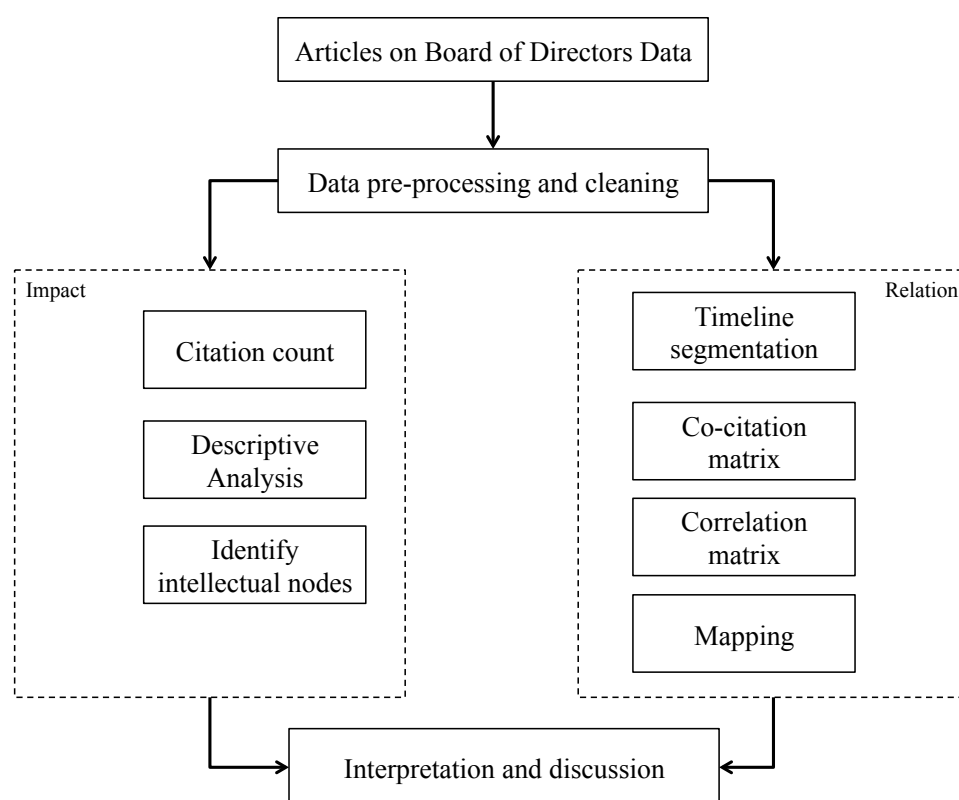 Articles on Board of Directors Data
Data pre-processing and cleaning
Impact
Citation count
Descriptive
Analysis
Identify
intellectual nodes
Relation
Timeline
segmentation
Co-citation
matrix
Correlation
matrix
Mapping
Interpretation and discussion